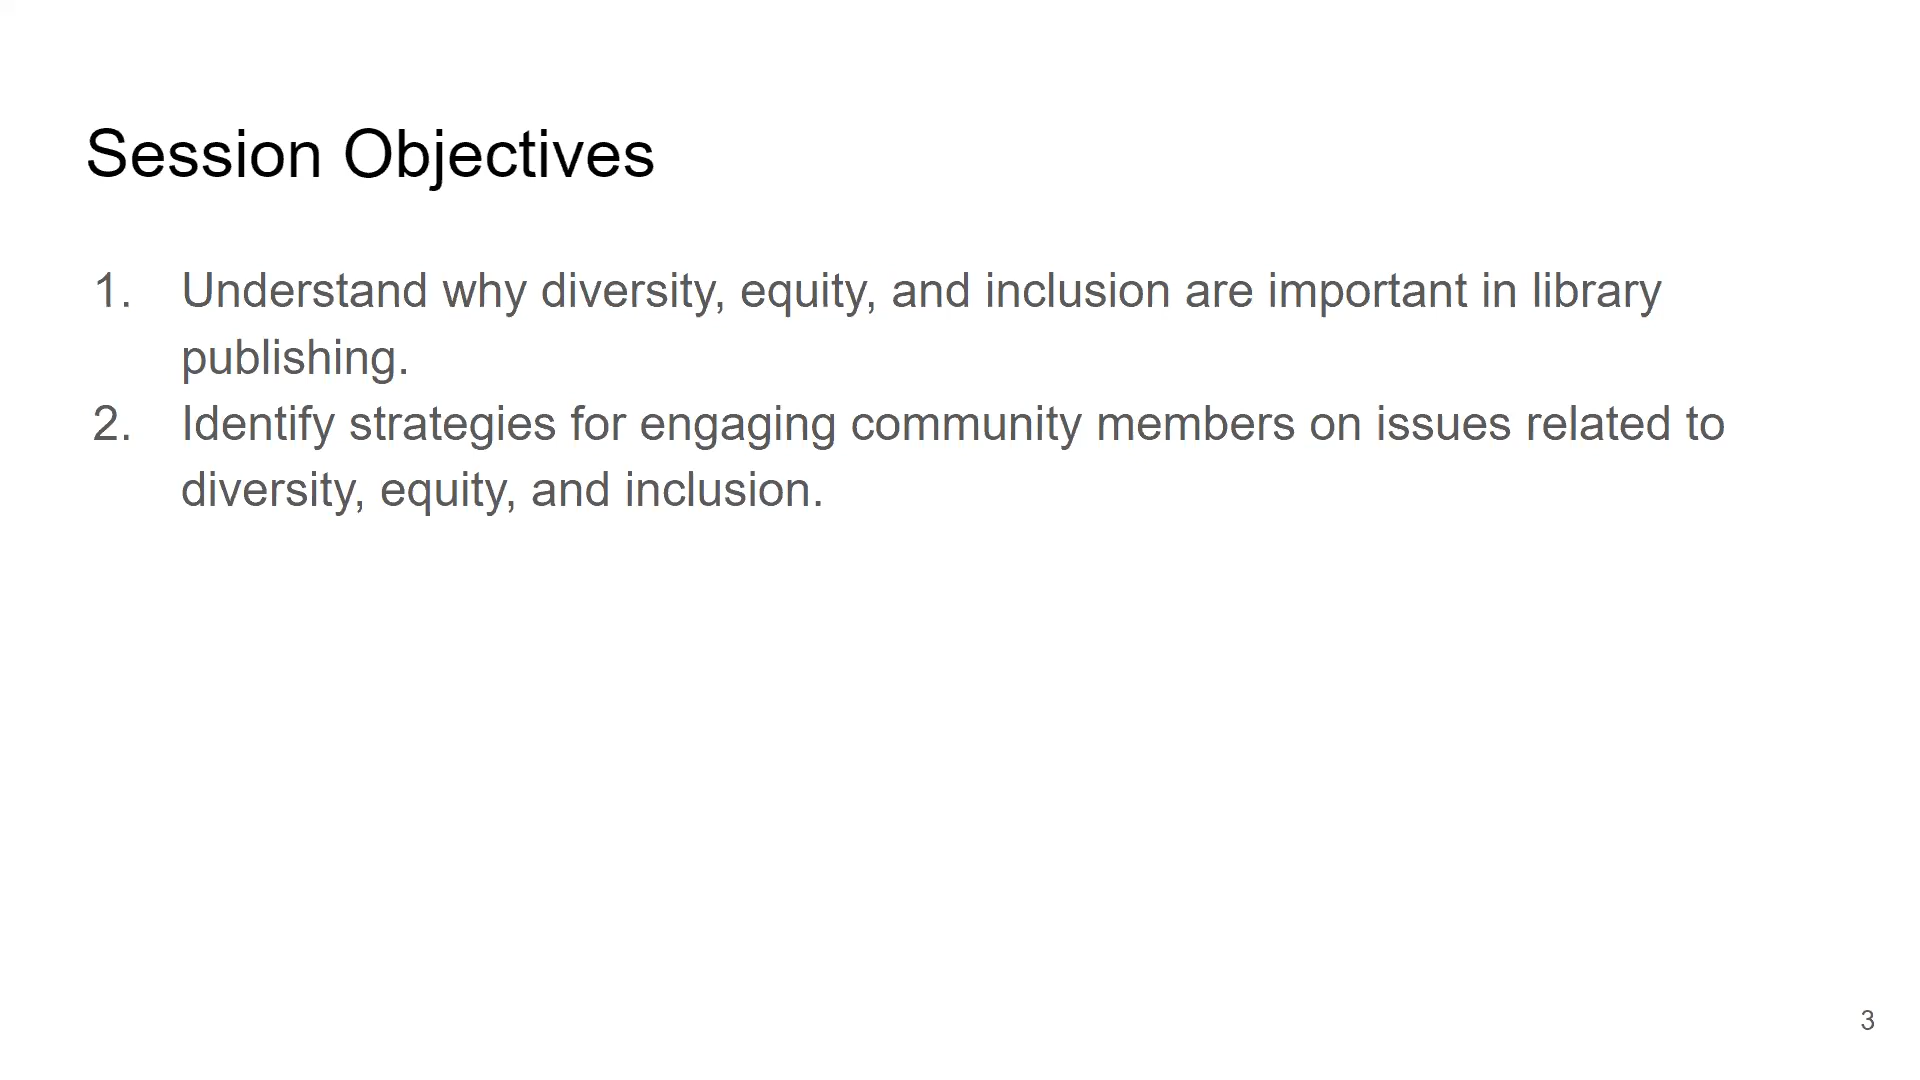 Session Objectives
1. Understand why diversity, equity, and inclusion are important in library
publishing.
2. Identify strategies for engaging community members on issues related to
diversity, equity, and inclusion.
3